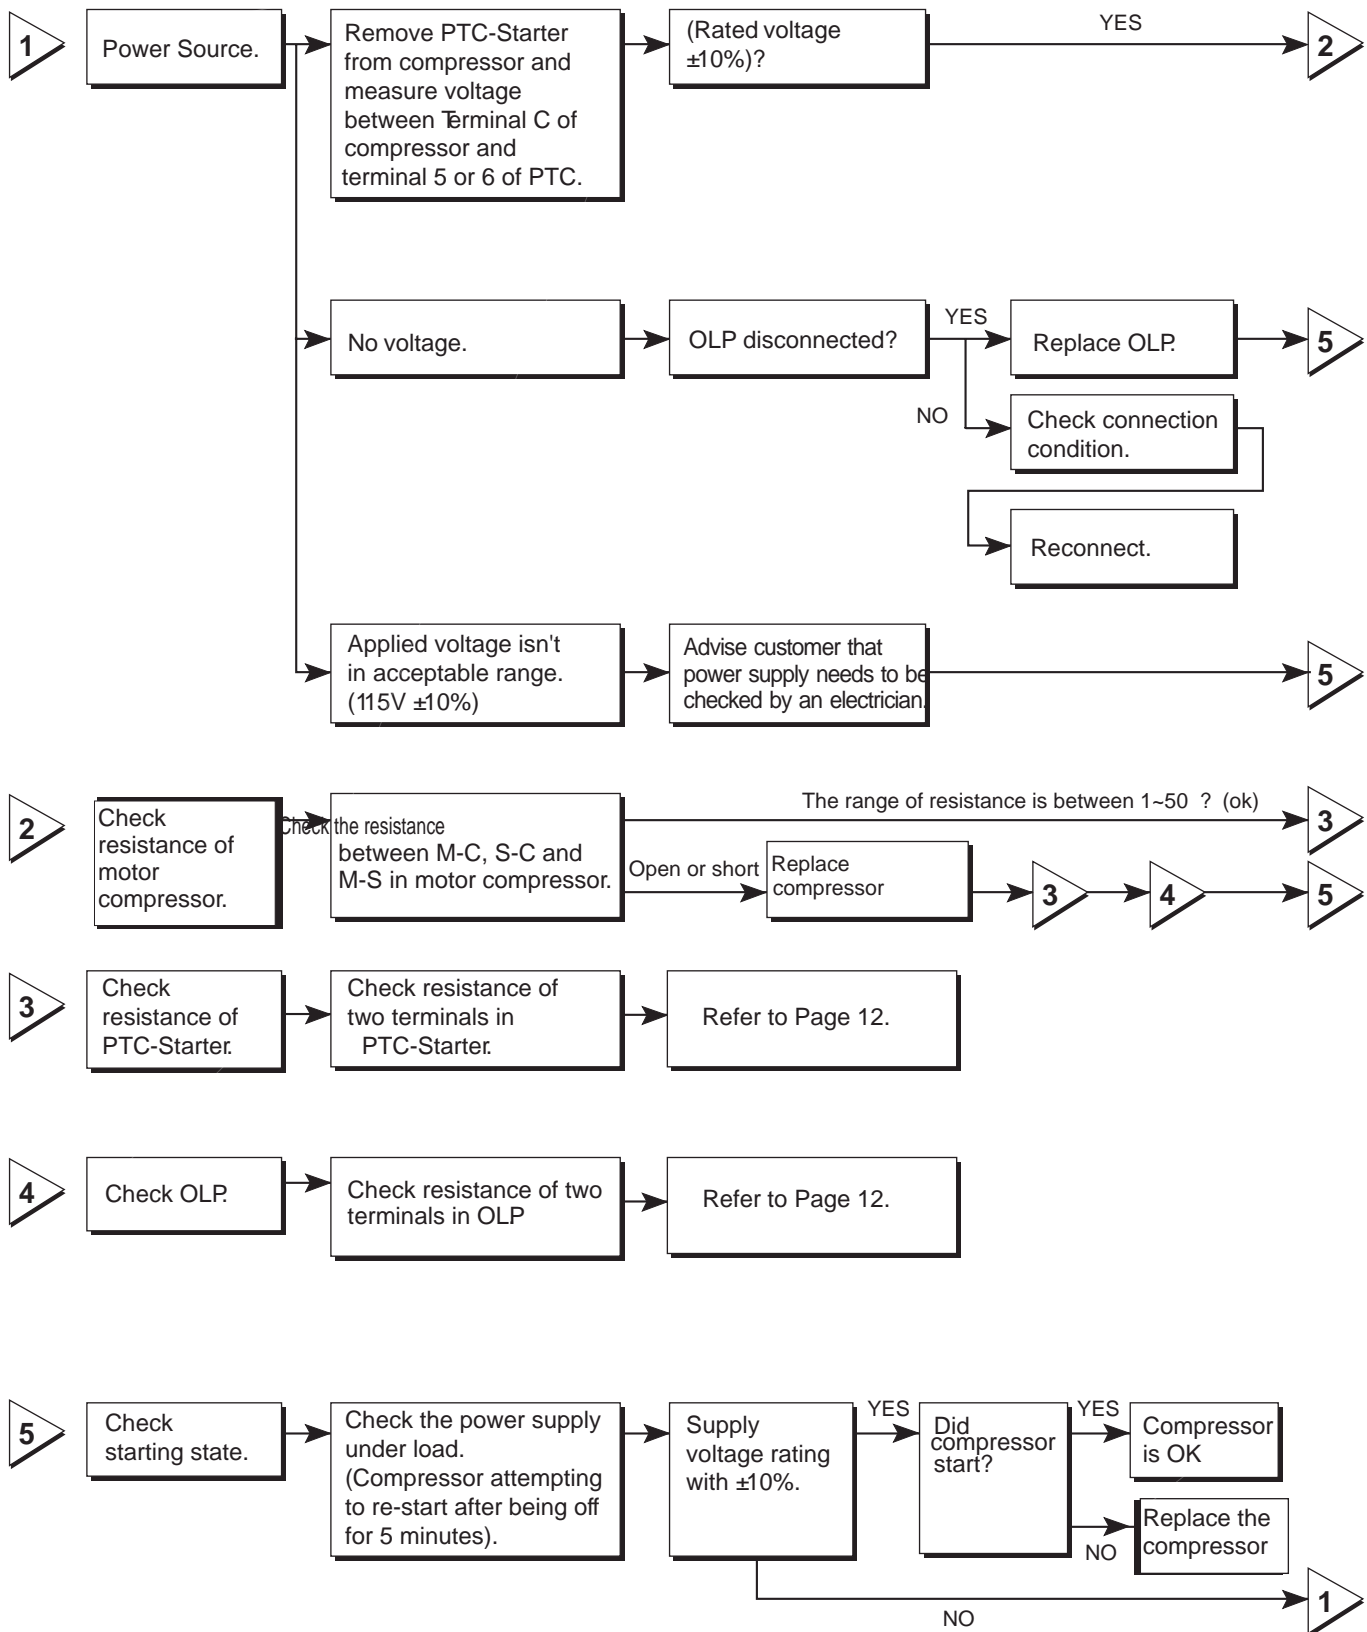 1
Power Source.
Remove PTC-Starter
from compressor and
measure voltage
between Terminal C of
compressor and
terminal 5 or 6 of PTC.
(Rated voltage
±10%)?
YES
2
No voltage.
OLP disconnected?
YES
Replace OLP.
5
NO
Check connection
condition.
Reconnect.
Applied voltage isn't
in acceptable range.
(115V ±10%)
Advise customer that
power supply needs to be
checked by an electrician.
5
2
Check
resistance of
motor
compressor.
Check the resistance
between M-C, S-C and
M-S in motor compressor.
The range of resistance is between 1~50 ? (ok)
3
Open or short
Replace
compressor
3
4
5
3
Check
resistance of
PTC-Starter.
Check resistance of
two terminals in
PTC-Starter.
Refer to Page 12.
4
Check OLP.
Check resistance of two
terminals in OLP
Refer to Page 12.
5
Check
starting state.
Check the power supply
under load.
(Compressor attempting
to re-start after being off
for 5 minutes).
Supply
voltage rating
with ±10%.
YES
Did
compressor
start?
YES
Compressor
is OK
NO
Replace the
compressor
NO
1